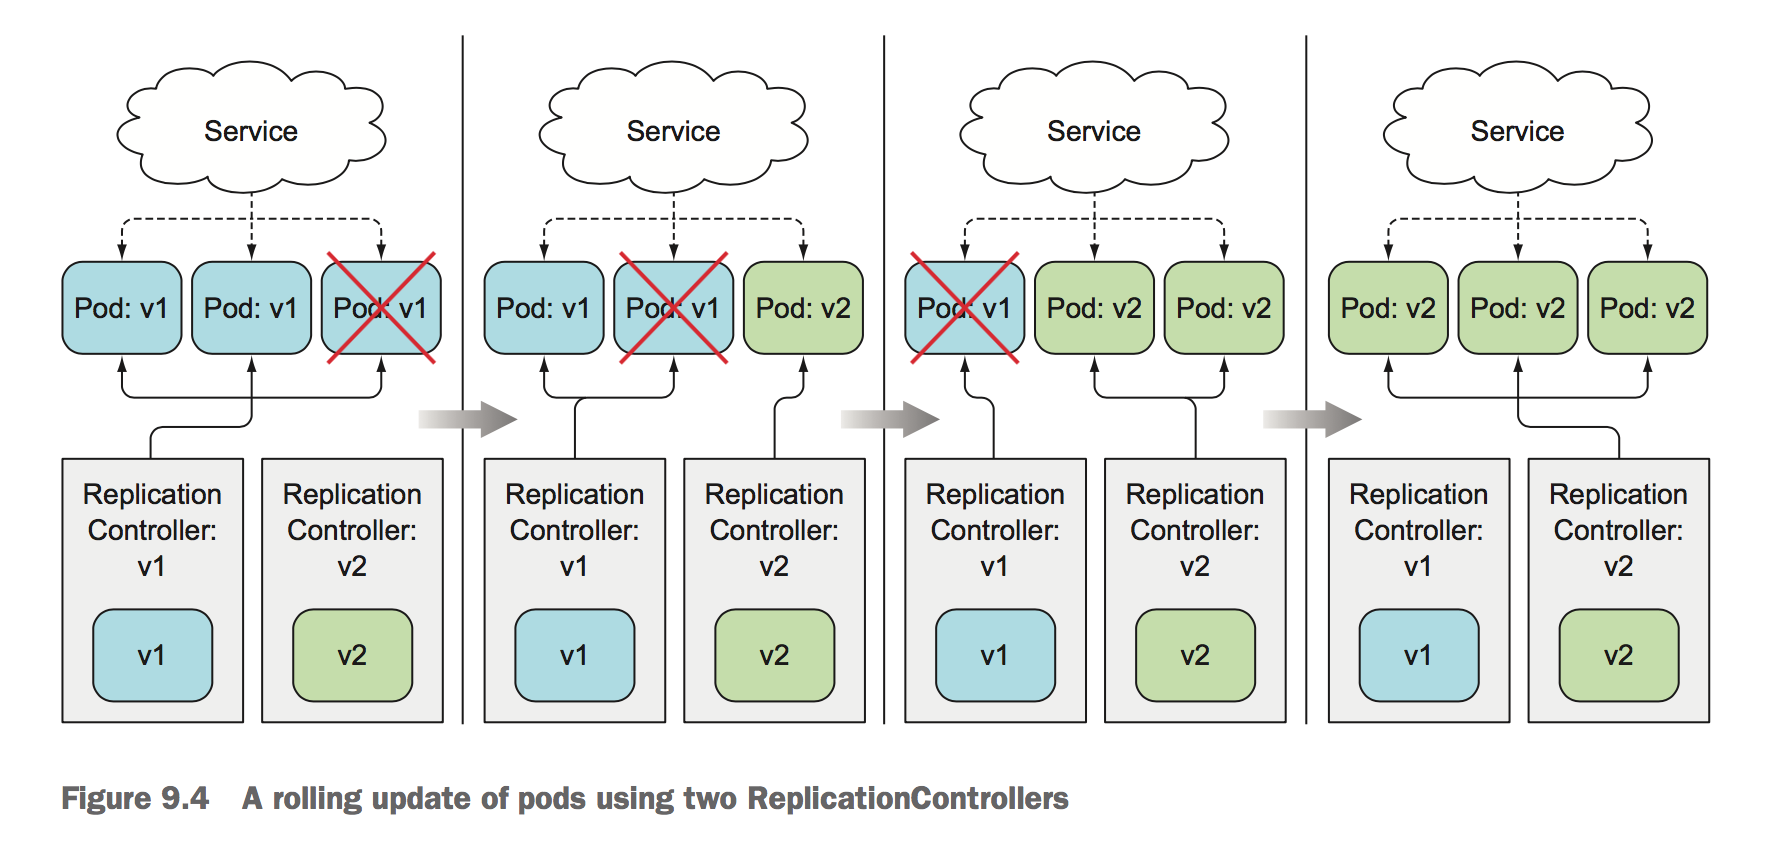 Service
Pod: v1
Pod: v1
Pod: v1
Replication
Controller:
v1
v1
Replication
Controller:
v2
v2
Service
Pod: v1
Pod: v1
Pod: v2
Replication
Controller:
v1
v1
Replication
Controller:
v2
v2
Service
Pod: v1
Pod: v2
Pod: v2
Replication
Controller:
v1
v1
Replication
Controller:
v2
v2
Service
Pod: v2
Pod: v2
Pod: v2
Replication
Controller:
v1
v1
Replication
Controller:
v2
v2
Figure 9.4 A rolling update of pods using two ReplicationControllers